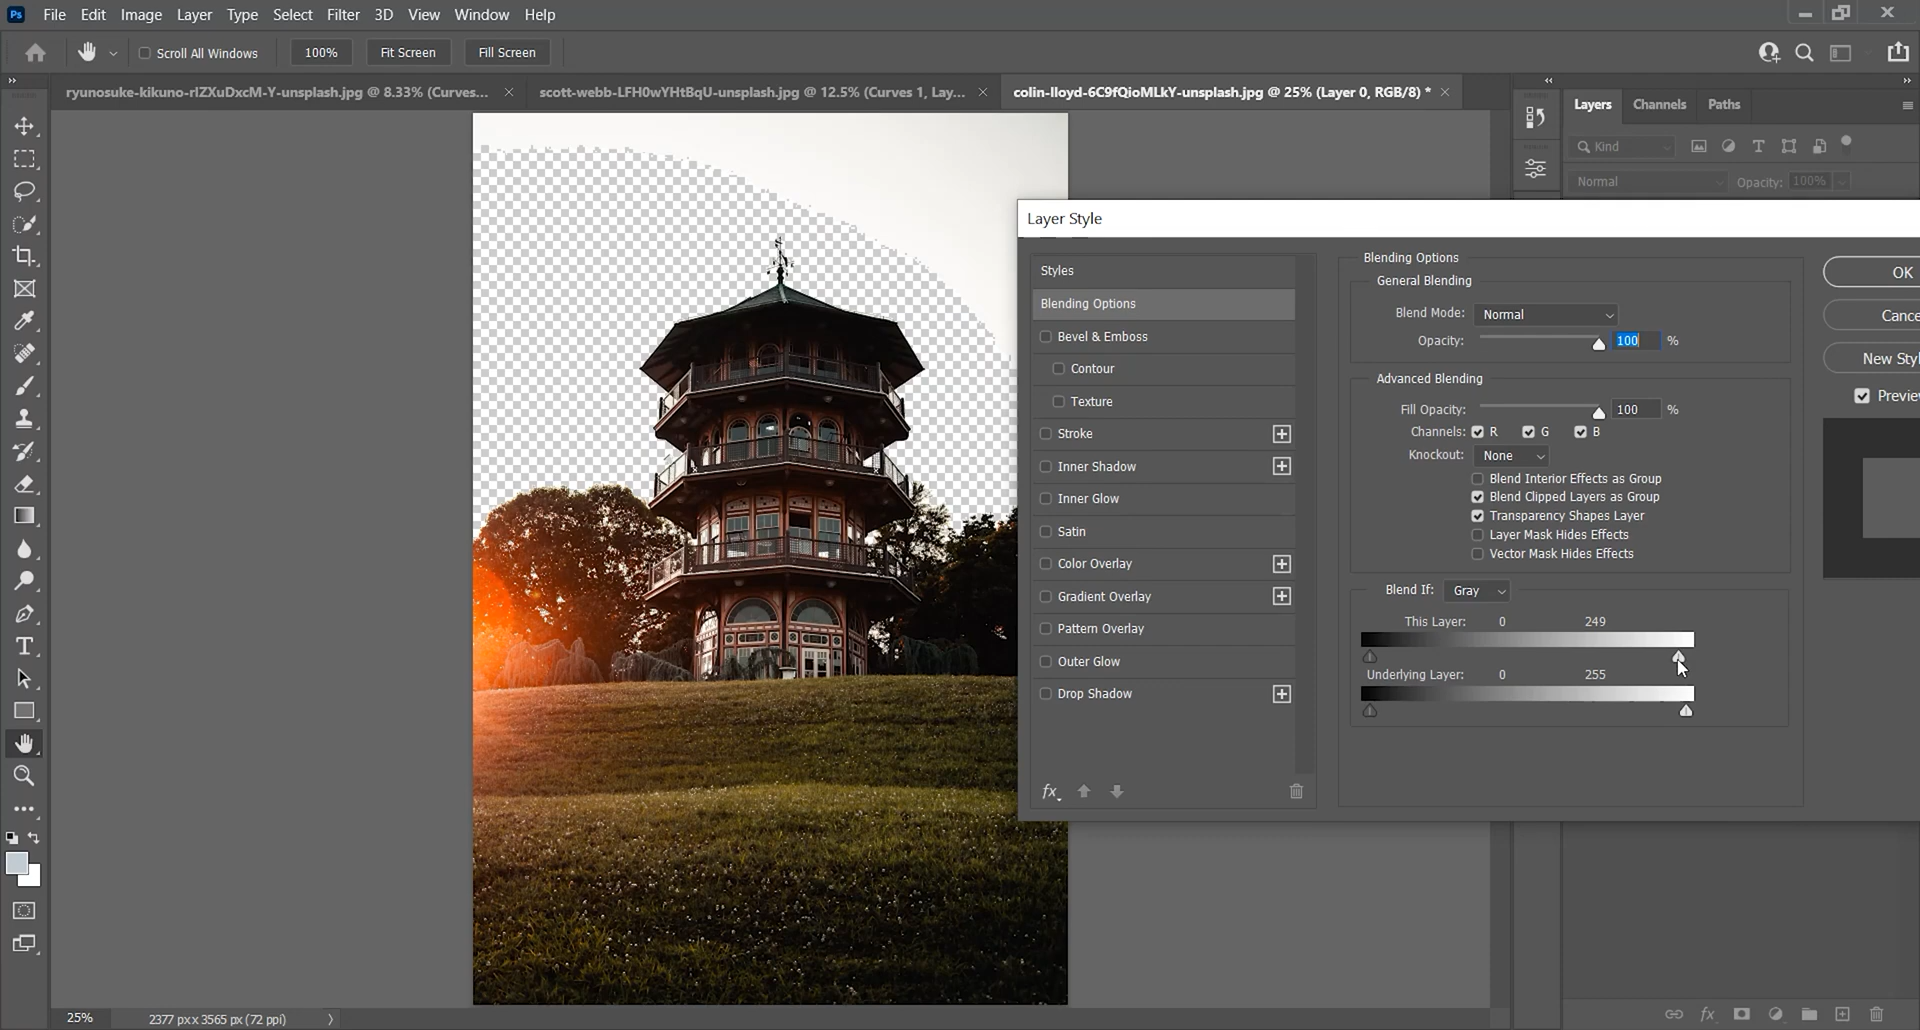 Ps File Edit Image Layer Type Select Filter 3D View Window Help
Scroll All Windows 100% Fit Screen Fill Screen
ryunosuke-kikuno-rIZXuDxcM-Y-unsplash.jpg @ 8.33% (Curves... scott-webb-LFH0wYHtBqU-unsplash.jpg @ 12.5% (Curves 1, Lay... colin-lloyd-6C9fQioMLkY-unsplash.jpg @ 25% (Layer 0, RGB/8) *
Layers Channels Paths
Kind
Normal Opacity: 100%
Layer Style
Styles
Blending Options
Bevel & Emboss
Contour
Texture
Stroke
Inner Shadow
Inner Glow
Satin
Color Overlay
Gradient Overlay
Pattern Overlay
Outer Glow
Drop Shadow
fx
Blending Options
General Blending
Blend Mode: Normal
Opacity: 100 %
Advanced Blending
Fill Opacity: 100 %
Channels: R G B
Knockout: None
Blend Interior Effects as Group
Blend Clipped Layers as Group
Transparency Shapes Layer
Layer Mask Hides Effects
Vector Mask Hides Effects
Blend If: Gray
This Layer: 0 249
Underlying Layer: 0 255
OK
Cance
New Styl
Preview
25% 2377 px x 3565 px (72 ppi)
fx